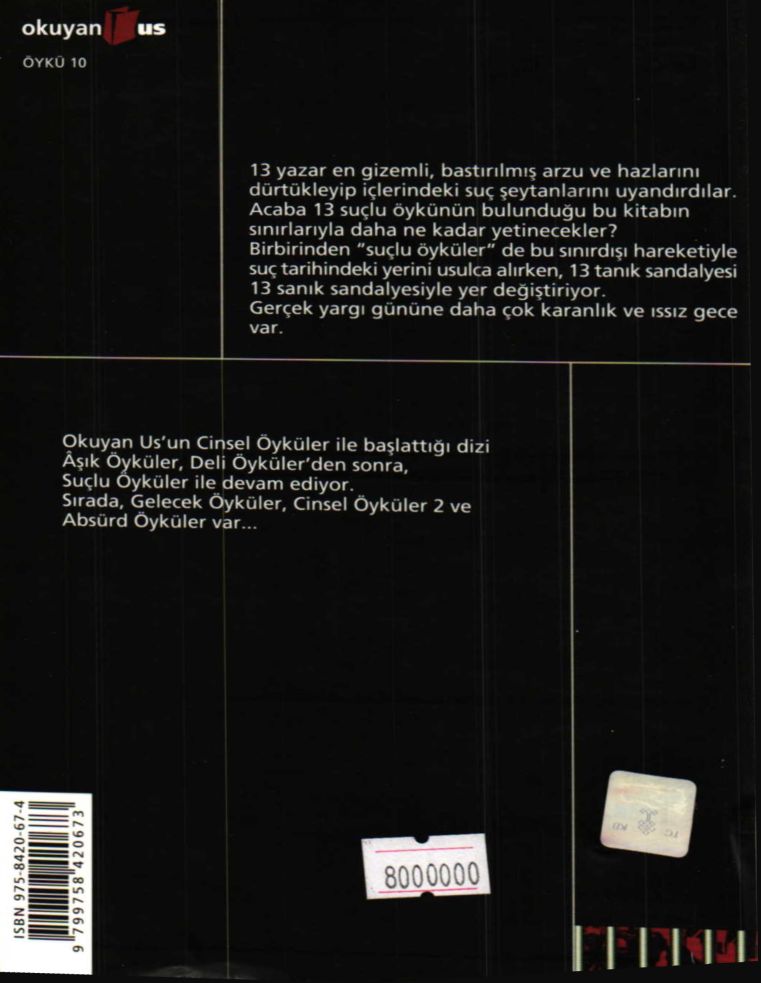 okuyan us
ÖYKÜ 10
13 yazar en gizemli, bastırılmış arzu ve hazlarını
dürtükleyip içlerindeki suç şeytanlarını uyandırdılar.
Acaba 13 suçlu öykünün bulunduğu bu kitabın
sınırlarıyla daha ne kadar yetinecekler?
Birbirinden "suçlu öyküler" de bu sınırdışı hareketiyle
suç tarihindeki yerini usulca alırken, 13 tanık sandalyesi
13 sanık sandalyesiyle yer değiştiriyor.
Gerçek yargı gününe daha çok karanlık ve ıssız gece
var.
Okuyan Us'un Cinsel Öyküler ile başlattığı dizi
Âşık Öyküler, Deli Öyküler'den sonra,
Suçlu Öyküler ile devam ediyor.
Sırada, Gelecek Öyküler, Cinsel Öyküler 2 ve
Absürd Öyküler var...
ISBN 975-8420-67-4
9 799758 420673
8000000
TC KB